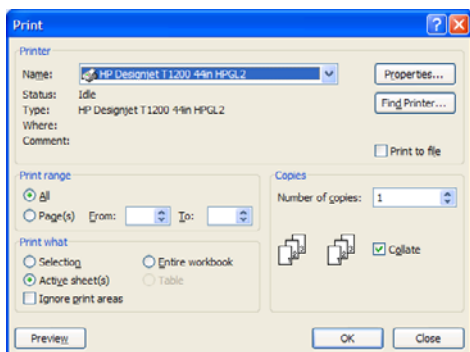 Print
Printer
Name: HP Designjet T1200 44in HPGL2
Properties...
Status: Idle
Type: HP Designjet T1200 44in HPGL2
Find Printer...
Where:
Comment:
Print to file
Print range
All
Page(s) From: To:
Copies
Number of copies: 1
Collate
Print what
Selection Entire workbook
Active sheet(s) Table
Ignore print areas
Preview OK Close